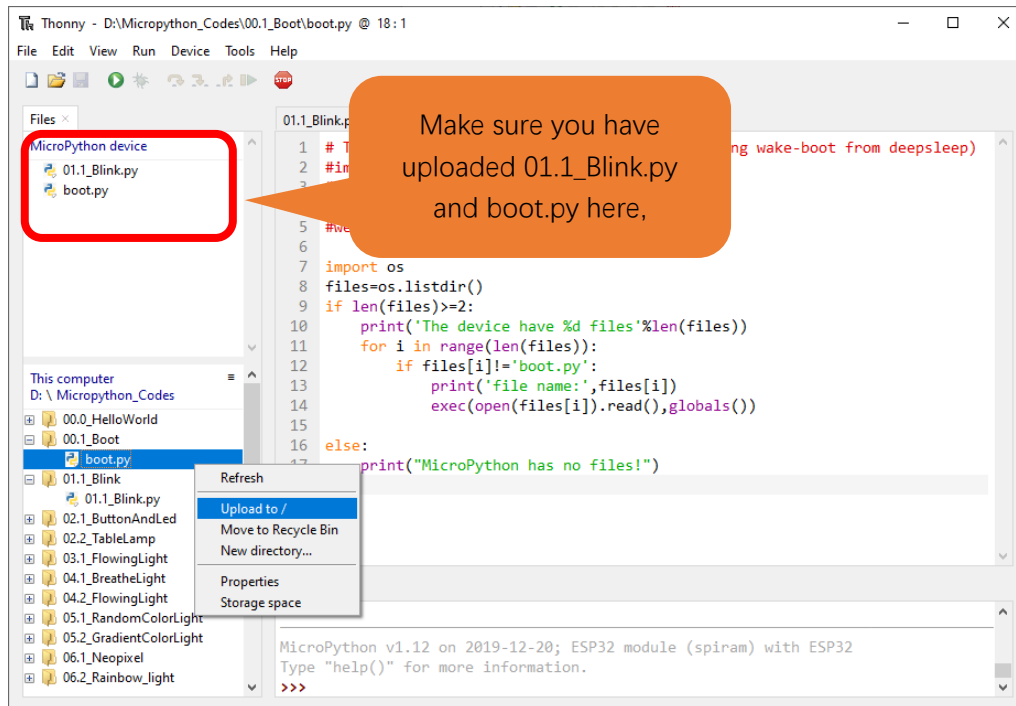 Thonny - D:\Micropython_Codes\00.1_Boot\boot.py @ 18 : 1
File Edit View Run Device Tools Help
STOP
Files
MicroPython device
01.1_Blink.py
boot.py
This computer
D: \ Micropython_Codes
00.0_HelloWorld
00.1_Boot
boot.py
01.1_Blink
01.1_Blink.py
02.1_ButtonAndLed
02.2_TableLamp
03.1_FlowingLight
04.1_BreatheLight
04.2_FlowingLight
05.1_RandomColorLight
05.2_GradientColorLight
06.1_Neopixel
06.2_Rainbow_light
Refresh
Upload to /
Move to Recycle Bin
New directory...
Properties
Storage space
Make sure you have
uploaded 01.1_Blink.py
and boot.py here,
1 # wake-boot from deepsleep)
2
3
5
6
7 import os
8 files=os.listdir()
9 if len(files)>=2:
10     print('The device have %d files'%len(files))
11     for i in range(len(files)):
12         if files[i]!='boot.py':
13             print('file name:',files[i])
14             exec(open(files[i]).read(),globals())
15
16 else:
    print("MicroPython has no files!")
MicroPython v1.12 on 2019-12-20; ESP32 module (spiram) with ESP32
Type "help()" for more information.
>>>